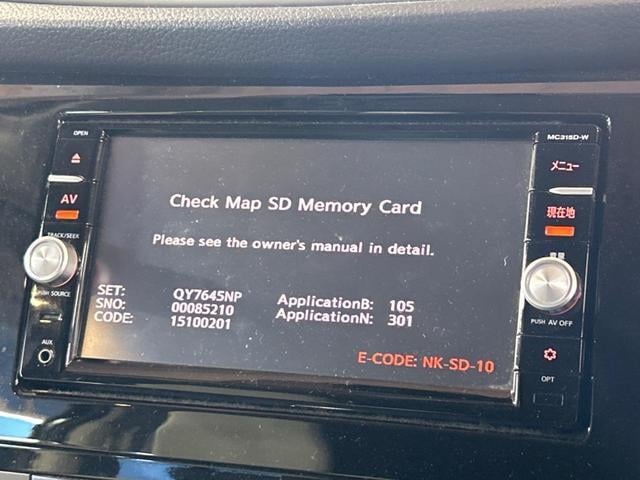 OPEN
MC315D-W
メニュー
AV
現在地
TRACK/SEEK
音量
PUSH SOURCE
PUSH AV OFF
AUX
OPT
Check Map SD Memory Card
Please see the owner's manual in detail.
SET: QY7645NP
SNO: 00085210
CODE: 15100201
ApplicationB: 105
ApplicationN: 301
E-CODE: NK-SD-10